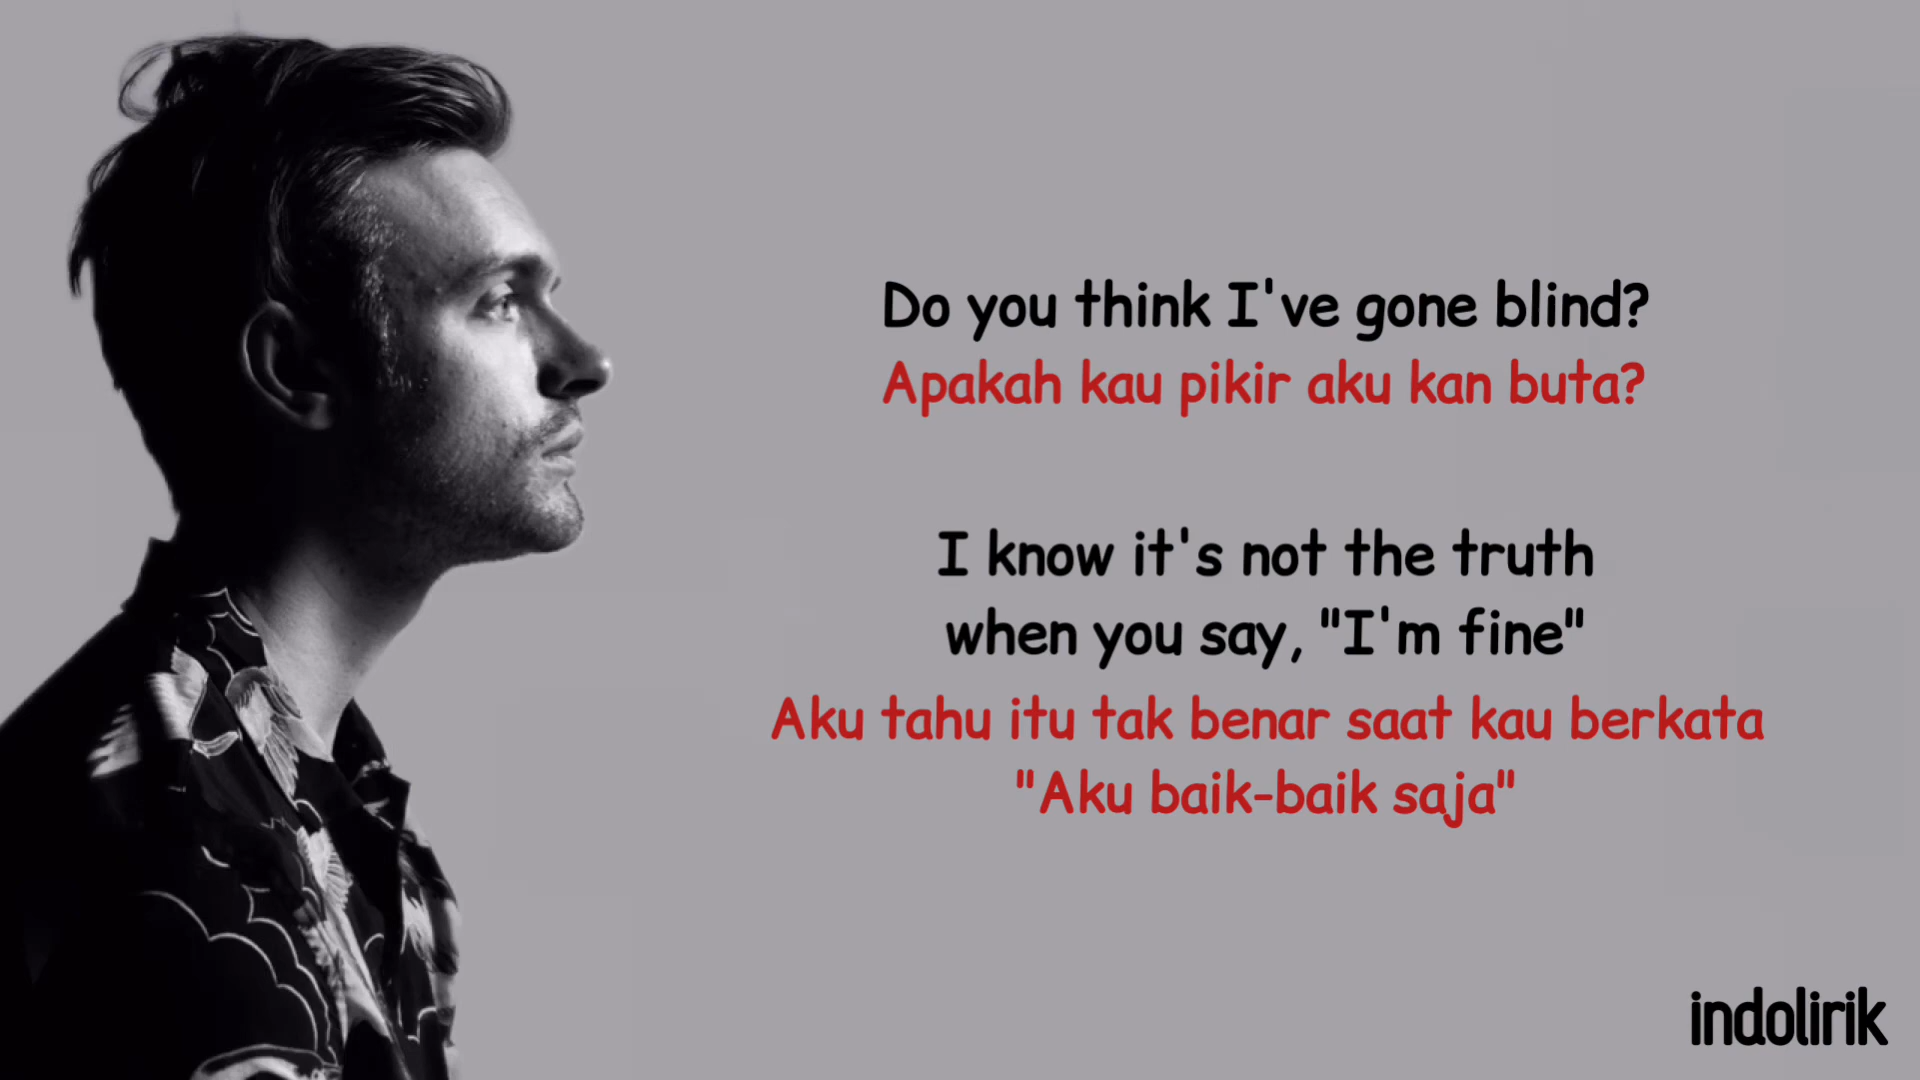 Do you think I've gone blind?
Apakah kau pikir aku kan buta?
I know it's not the truth
when you say, "I'm fine"
Aku tahu itu tak benar saat kau berkata
"Aku baik-baik saja"
indolirik